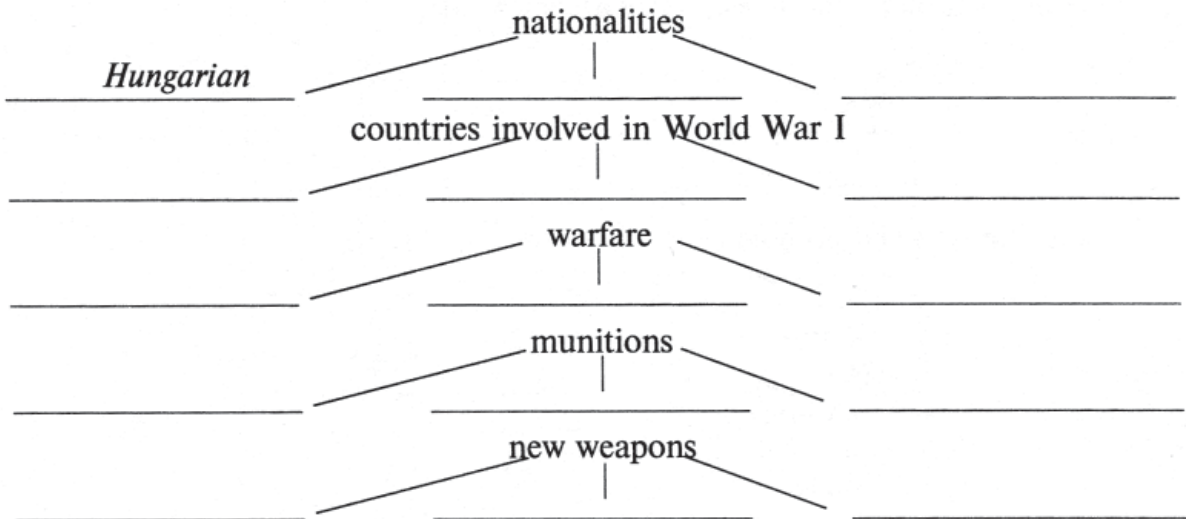 nationalities
Hungarian
countries involved in World War I
warfare
munitions
new weapons